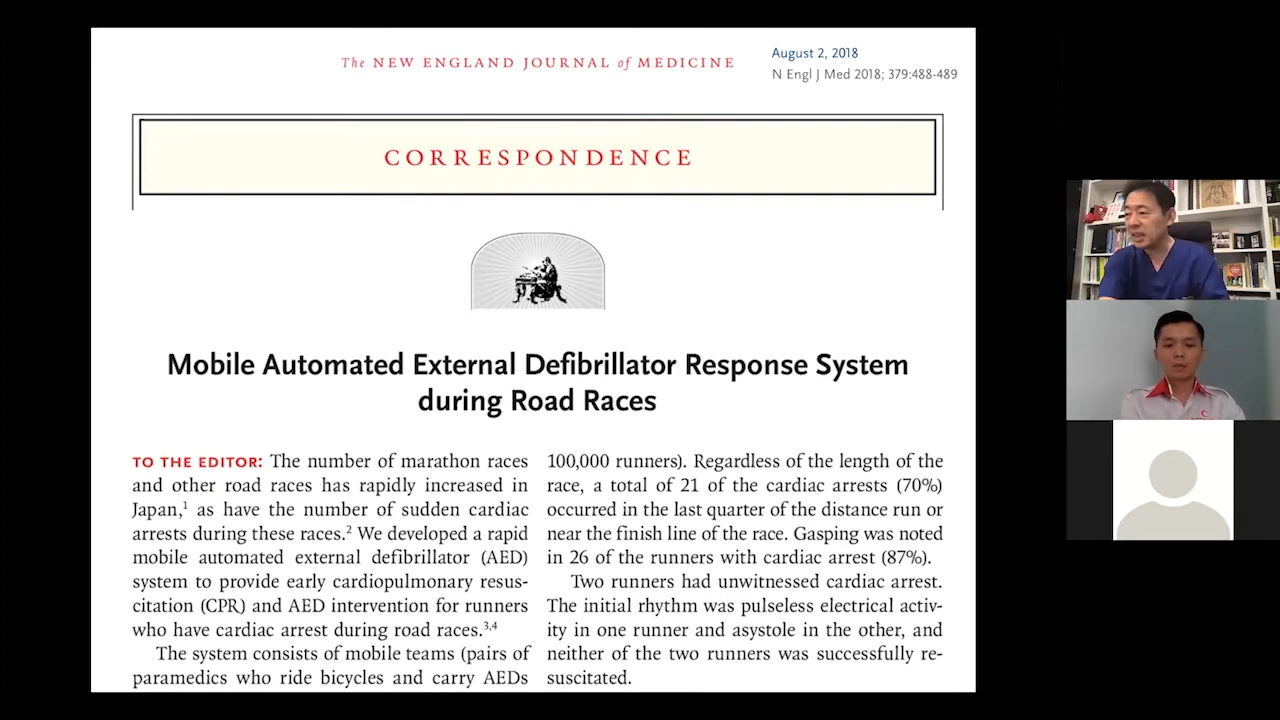 The NEW ENGLAND JOURNAL of MEDICINE
August 2, 2018
N Engl J Med 2018; 379:488-489
CORRESPONDENCE
Mobile Automated External Defibrillator Response System
during Road Races
TO THE EDITOR: The number of marathon races
and other road races has rapidly increased in
Japan,1 as have the number of sudden cardiac
arrests during these races.2 We developed a rapid
mobile automated external defibrillator (AED)
system to provide early cardiopulmonary resus-
citation (CPR) and AED intervention for runners
who have cardiac arrest during road races.3,4
The system consists of mobile teams (pairs of
paramedics who ride bicycles and carry AEDs
100,000 runners). Regardless of the length of the
race, a total of 21 of the cardiac arrests (70%)
occurred in the last quarter of the distance run or
near the finish line of the race. Gasping was noted
in 26 of the runners with cardiac arrest (87%).
Two runners had unwitnessed cardiac arrest.
The initial rhythm was pulseless electrical activ-
ity in one runner and asystole in the other, and
neither of the two runners was successfully re-
suscitated.